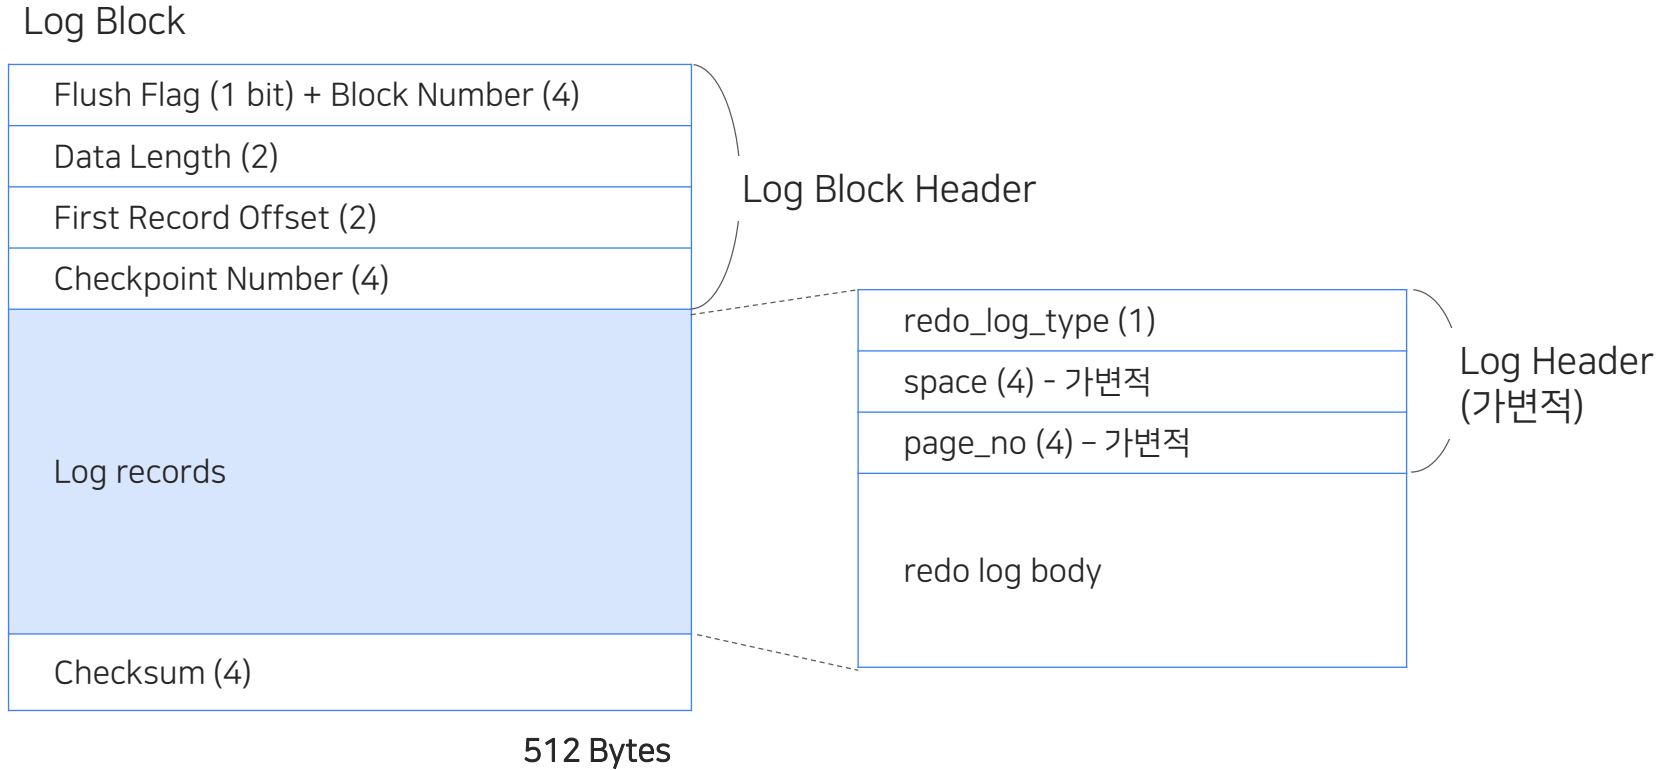 Log Block
Flush Flag (1 bit) + Block Number (4)
Data Length (2)
First Record Offset (2)
Checkpoint Number (4)
Log Block Header
Log records
Checksum (4)
512 Bytes
redo_log_type (1)
space (4) - 가변적
page_no (4) – 가변적
Log Header
(가변적)
redo log body